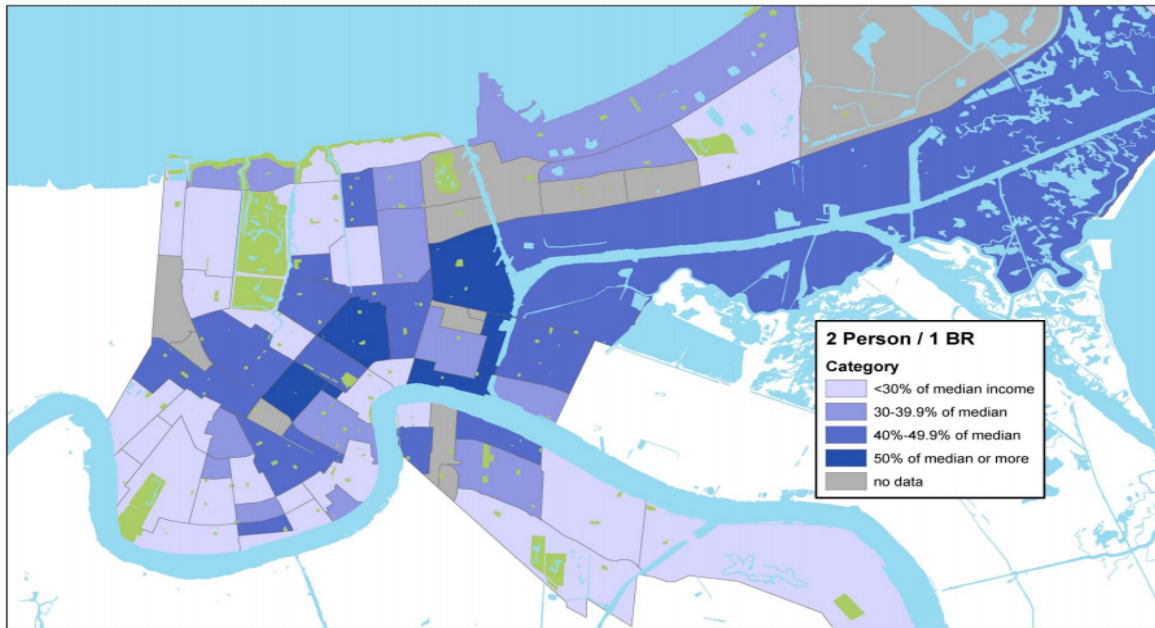 2 Person / 1 BR
Category
<30% of median income
30-39.9% of median
40%-49.9% of median
50% of median or more
no data